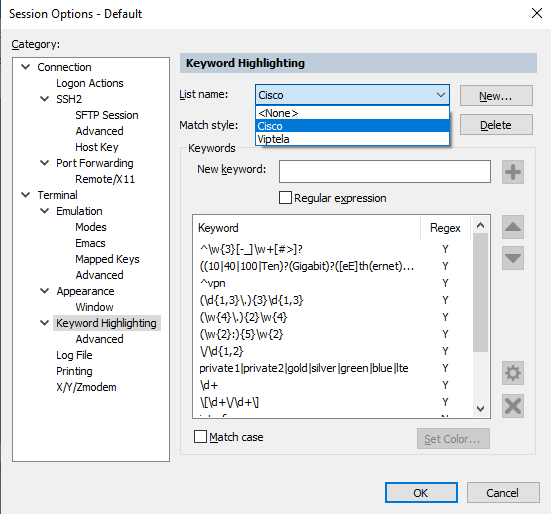 Session Options - Default
Category:
Connection
Logon Actions
SSH2
SFTP Session
Advanced
Host Key
Port Forwarding
Remote/X11
Terminal
Emulation
Modes
Emacs
Mapped Keys
Advanced
Appearance
Window
Keyword Highlighting
Advanced
Log File
Printing
X/Y/Zmodem
Keyword Highlighting
List name: Cisco New...
<None>
Cisco
Viptela
Match style: Delete
Keywords
New keyword:
Regular expression
Keyword Regex
^\w{3}[-_]\w+[#>]? Y
((10|40|100|Ten)?(Gigabit)?([eE]th(ernet)... Y
^vpn Y
(\d{1,3}\.){3}\d{1,3} Y
(\w{4}\.){2}\w{4} Y
(\w{2}:){5}\w{2} Y
\/\d{1,2} Y
private1|private2|gold|silver|green|blue|lte Y
\d+ Y
\[\d+\/\d+\] Y
Match case
Set Color...
OK Cancel